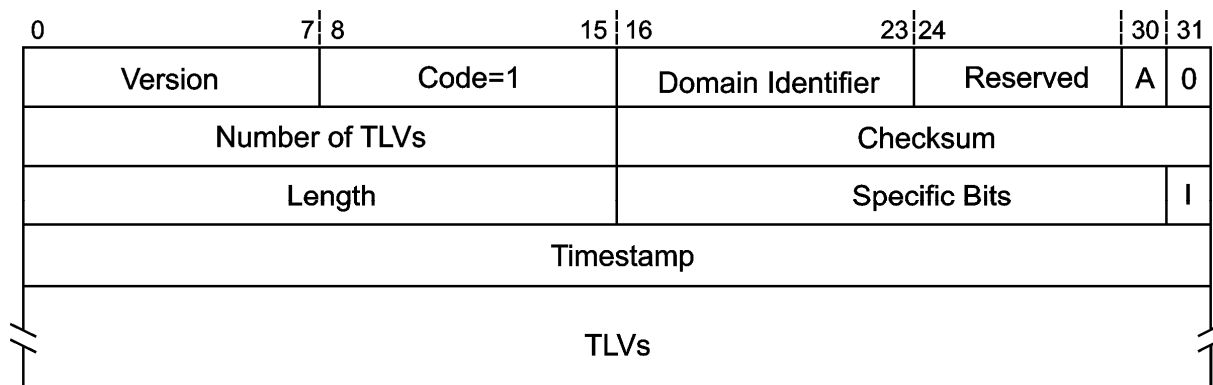 0 7 8 15 16 23 24 30 31
Version Code=1 Domain Identifier Reserved A 0
Number of TLVs Checksum
Length Specific Bits I
Timestamp
TLVs